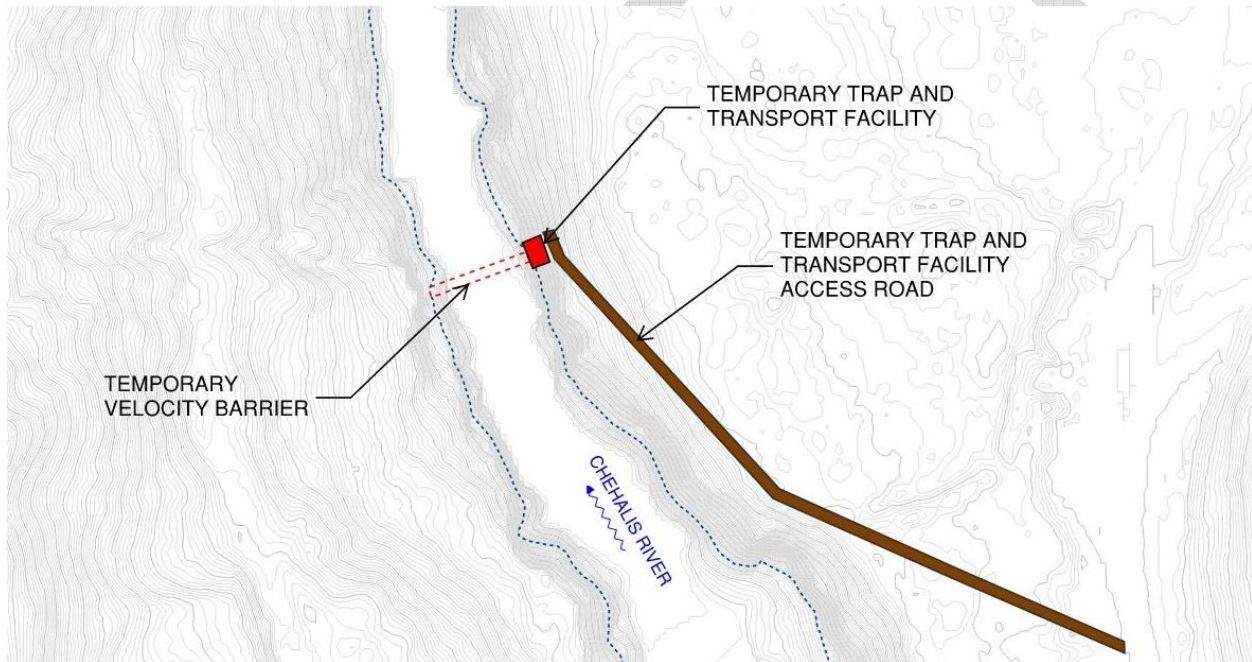 TEMPORARY TRAP AND
TRANSPORT FACILITY
TEMPORARY TRAP AND
TRANSPORT FACILITY
ACCESS ROAD
TEMPORARY
VELOCITY BARRIER
CHEHALIS RIVER